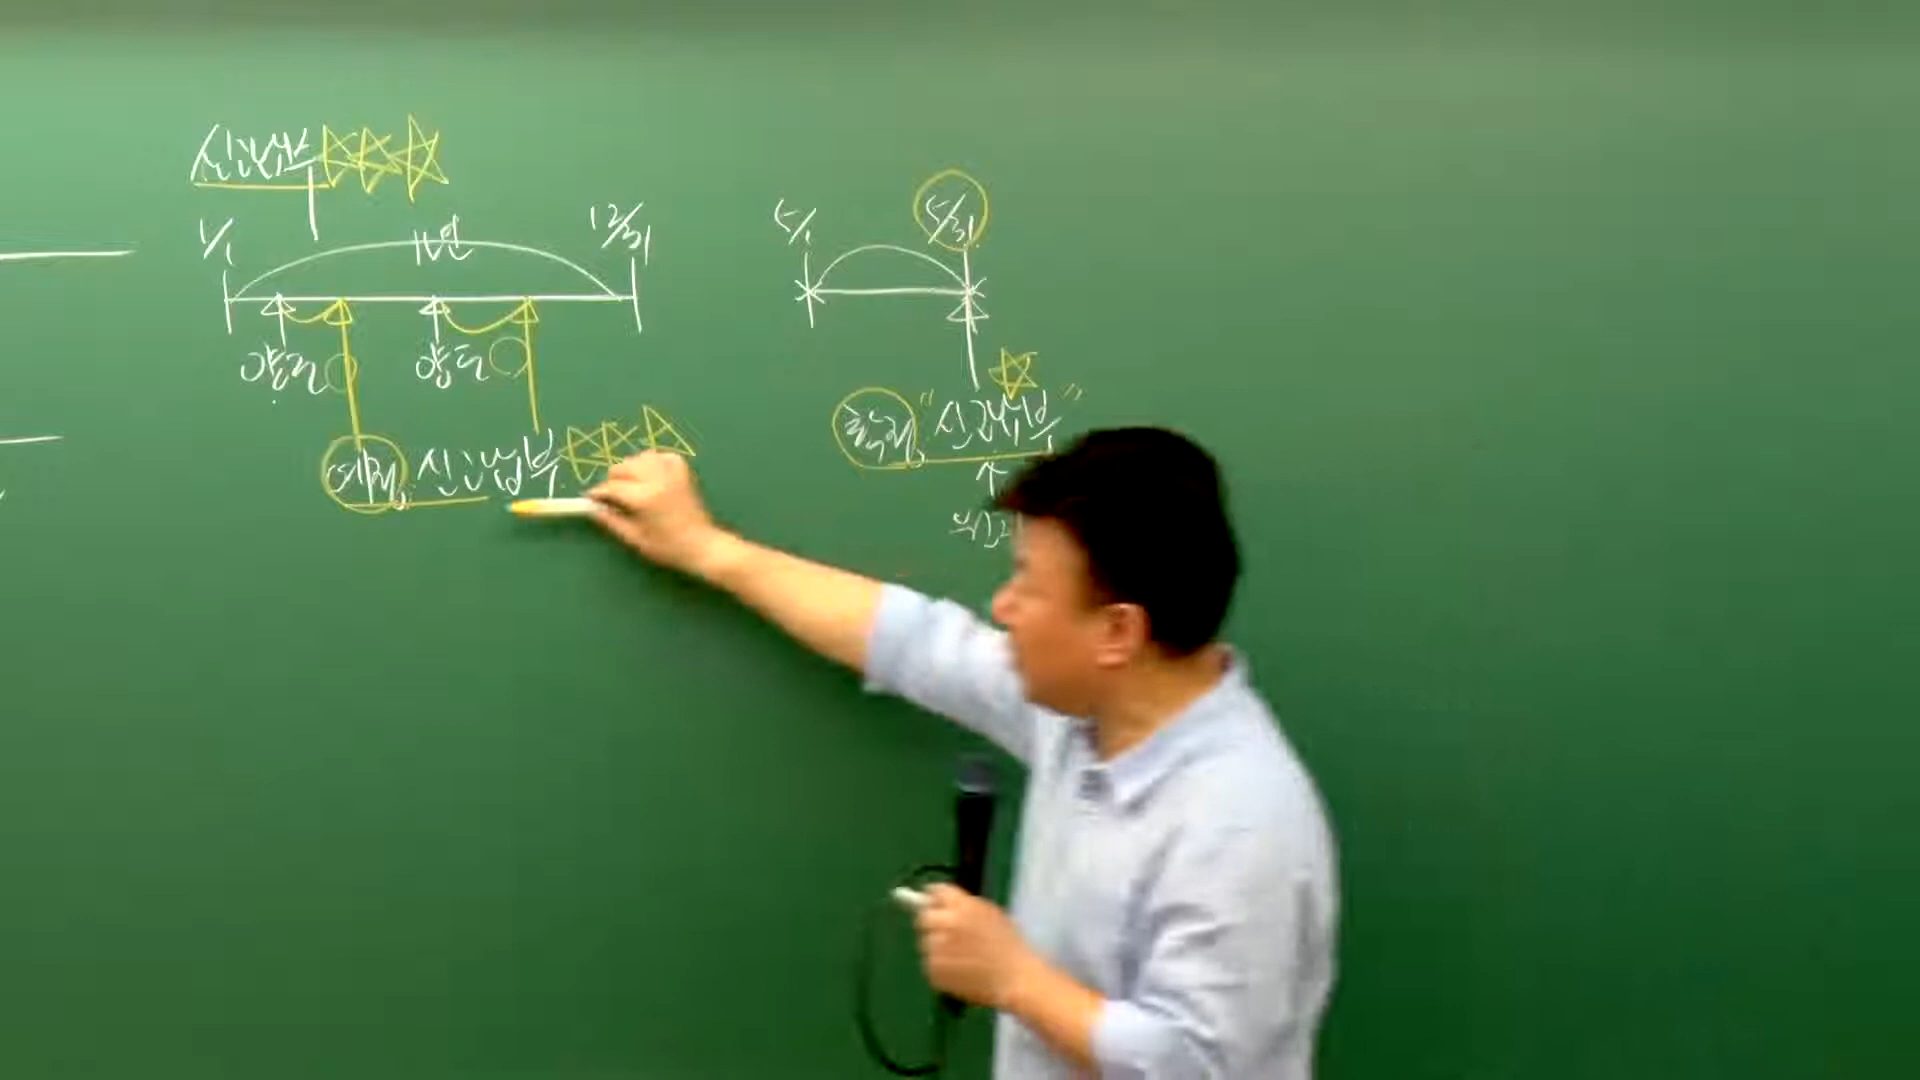 신고납부
1/1 1년 12/31
양도 양도
예정 신고납부
5/1 5/31
확정 "신고납부"